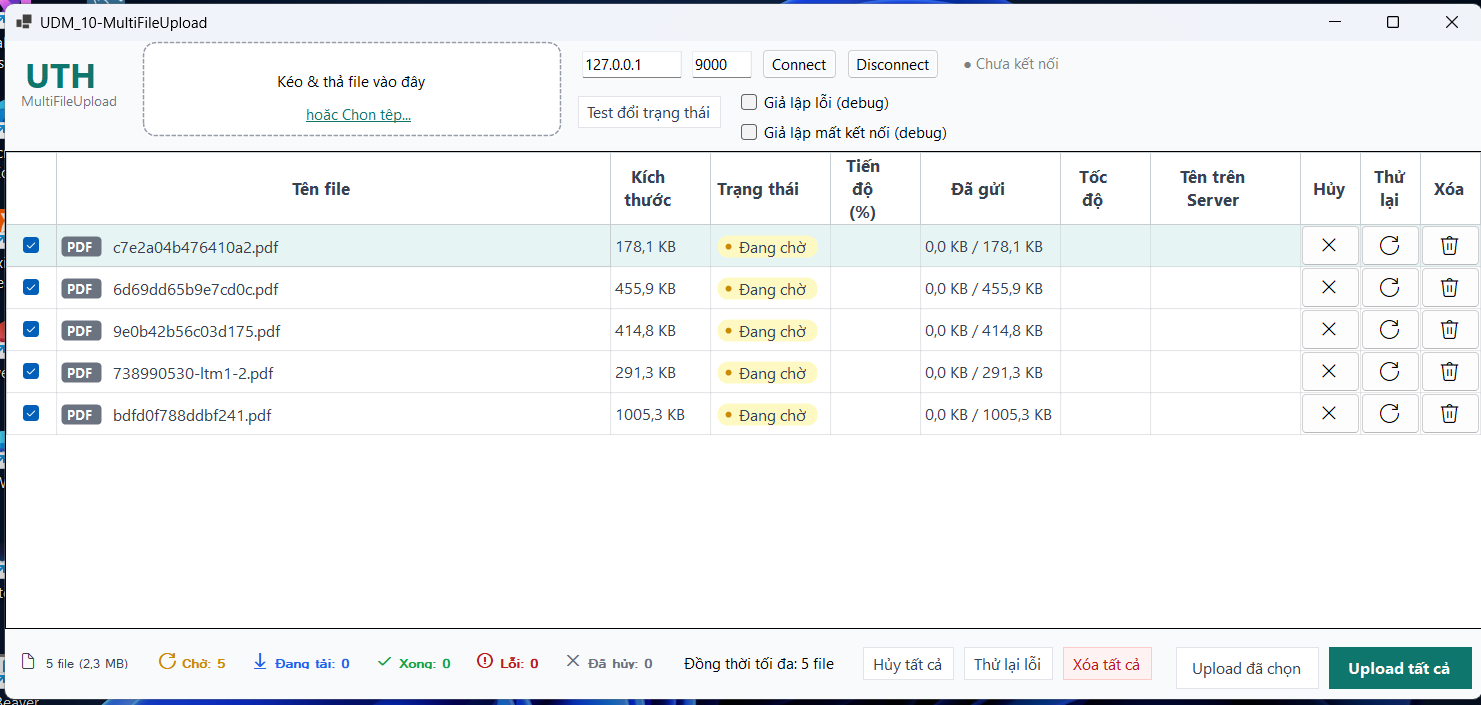 UDM_10-MultiFileUpload
UTH
MultiFileUpload
Kéo & thả file vào đây
hoặc Chọn tệp...
127.0.0.1
9000
Connect
Disconnect
● Chưa kết nối
Test đổi trạng thái
Giả lập lỗi (debug)
Giả lập mất kết nối (debug)
Tên file
Kích
thước
Trạng thái
Tiến
độ
(%)
Đã gửi
Tốc
độ
Tên trên
Server
Hủy
Thử
lại
Xóa
PDF c7e2a04b476410a2.pdf 178,1 KB ● Đang chờ 0,0 KB / 178,1 KB
PDF 6d69dd65b9e7cd0c.pdf 455,9 KB ● Đang chờ 0,0 KB / 455,9 KB
PDF 9e0b42b56c03d175.pdf 414,8 KB ● Đang chờ 0,0 KB / 414,8 KB
PDF 738990530-ltm1-2.pdf 291,3 KB ● Đang chờ 0,0 KB / 291,3 KB
PDF bdfd0f788ddbf241.pdf 1005,3 KB ● Đang chờ 0,0 KB / 1005,3 KB
5 file (2,3 MB)
Chờ: 5
Đang tải: 0
Xong: 0
Lỗi: 0
Đã hủy: 0
Đồng thời tối đa: 5 file
Hủy tất cả
Thử lại lỗi
Xóa tất cả
Upload đã chọn
Upload tất cả